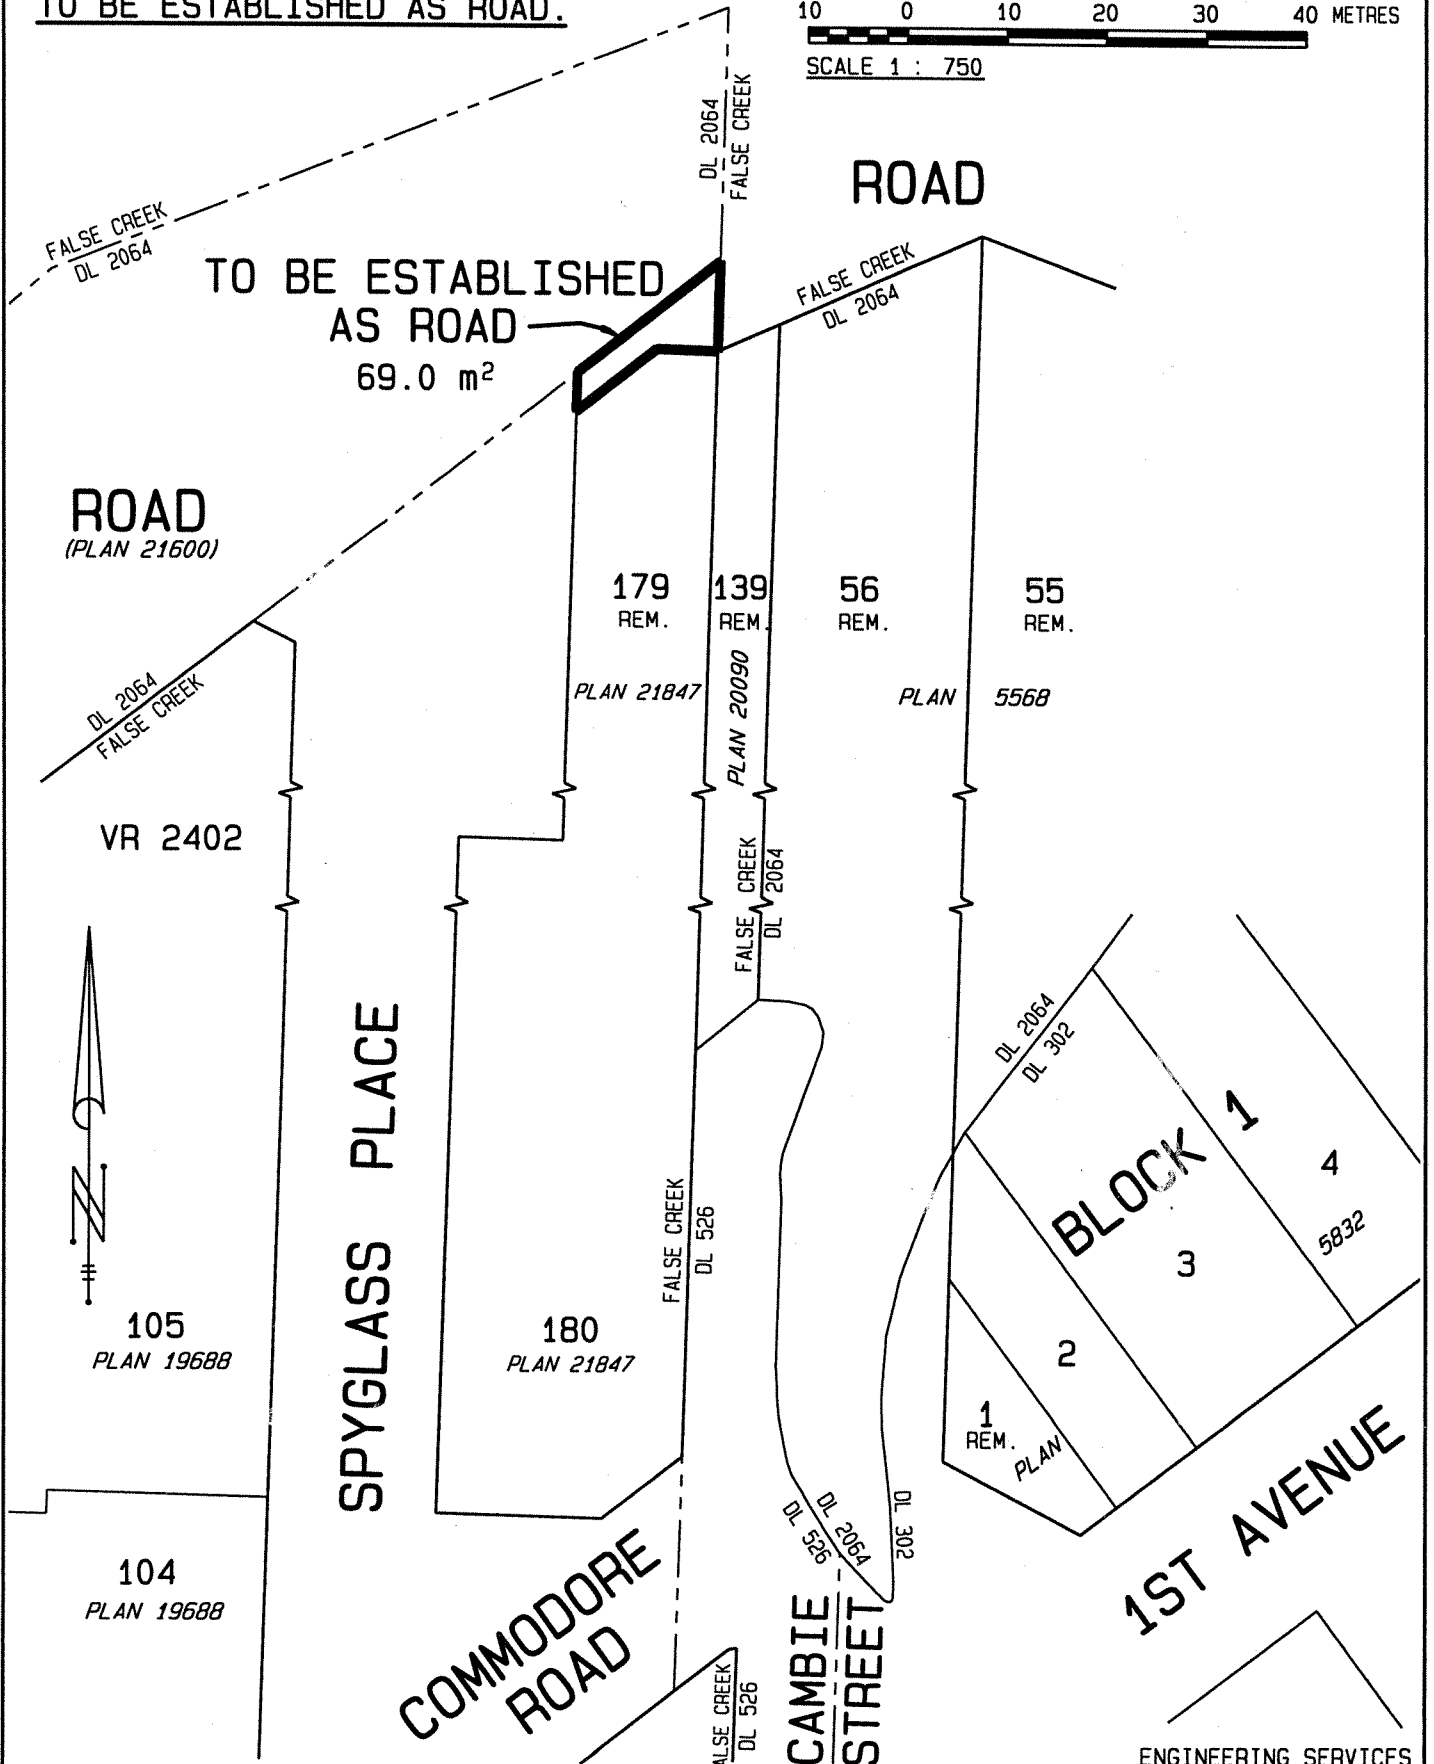 TO BE ESTABLISHED AS ROAD.
10 0 10 20 30 40 METRES
SCALE 1 : 750
DL 2064
FALSE CREEK
ROAD
FALSE CREEK
DL 2064
TO BE ESTABLISHED
AS ROAD
69.0 m²
FALSE CREEK
DL 2064
ROAD
(PLAN 21600)
179
REM.
139
REM.
56
REM.
55
REM.
PLAN 21847
PLAN 20090
PLAN 5568
DL 2064
FALSE CREEK
VR 2402
FALSE CREEK
DL 2064
DL 2064
DL 302
SPYGLASS PLACE
BLOCK 1
4
5832
3
FALSE CREEK
DL 526
105
PLAN 19688
180
PLAN 21847
2
1
REM.
PLAN
DL 2064
DL 526
DL 302
1ST AVENUE
104
PLAN 19688
COMMODORE
ROAD
CAMBIE
STREET
FALSE CREEK
DL 526
ENGINEERING SERVICES